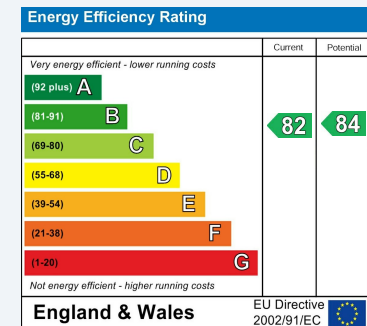 Energy Efficiency Rating
Current Potential
Very energy efficient - lower running costs
(92 plus) A
(81-91) B
82 84
(69-80) C
(55-68) D
(39-54) E
(21-38) F
(1-20) G
Not energy efficient - higher running costs
England & Wales
EU Directive
2002/91/EC